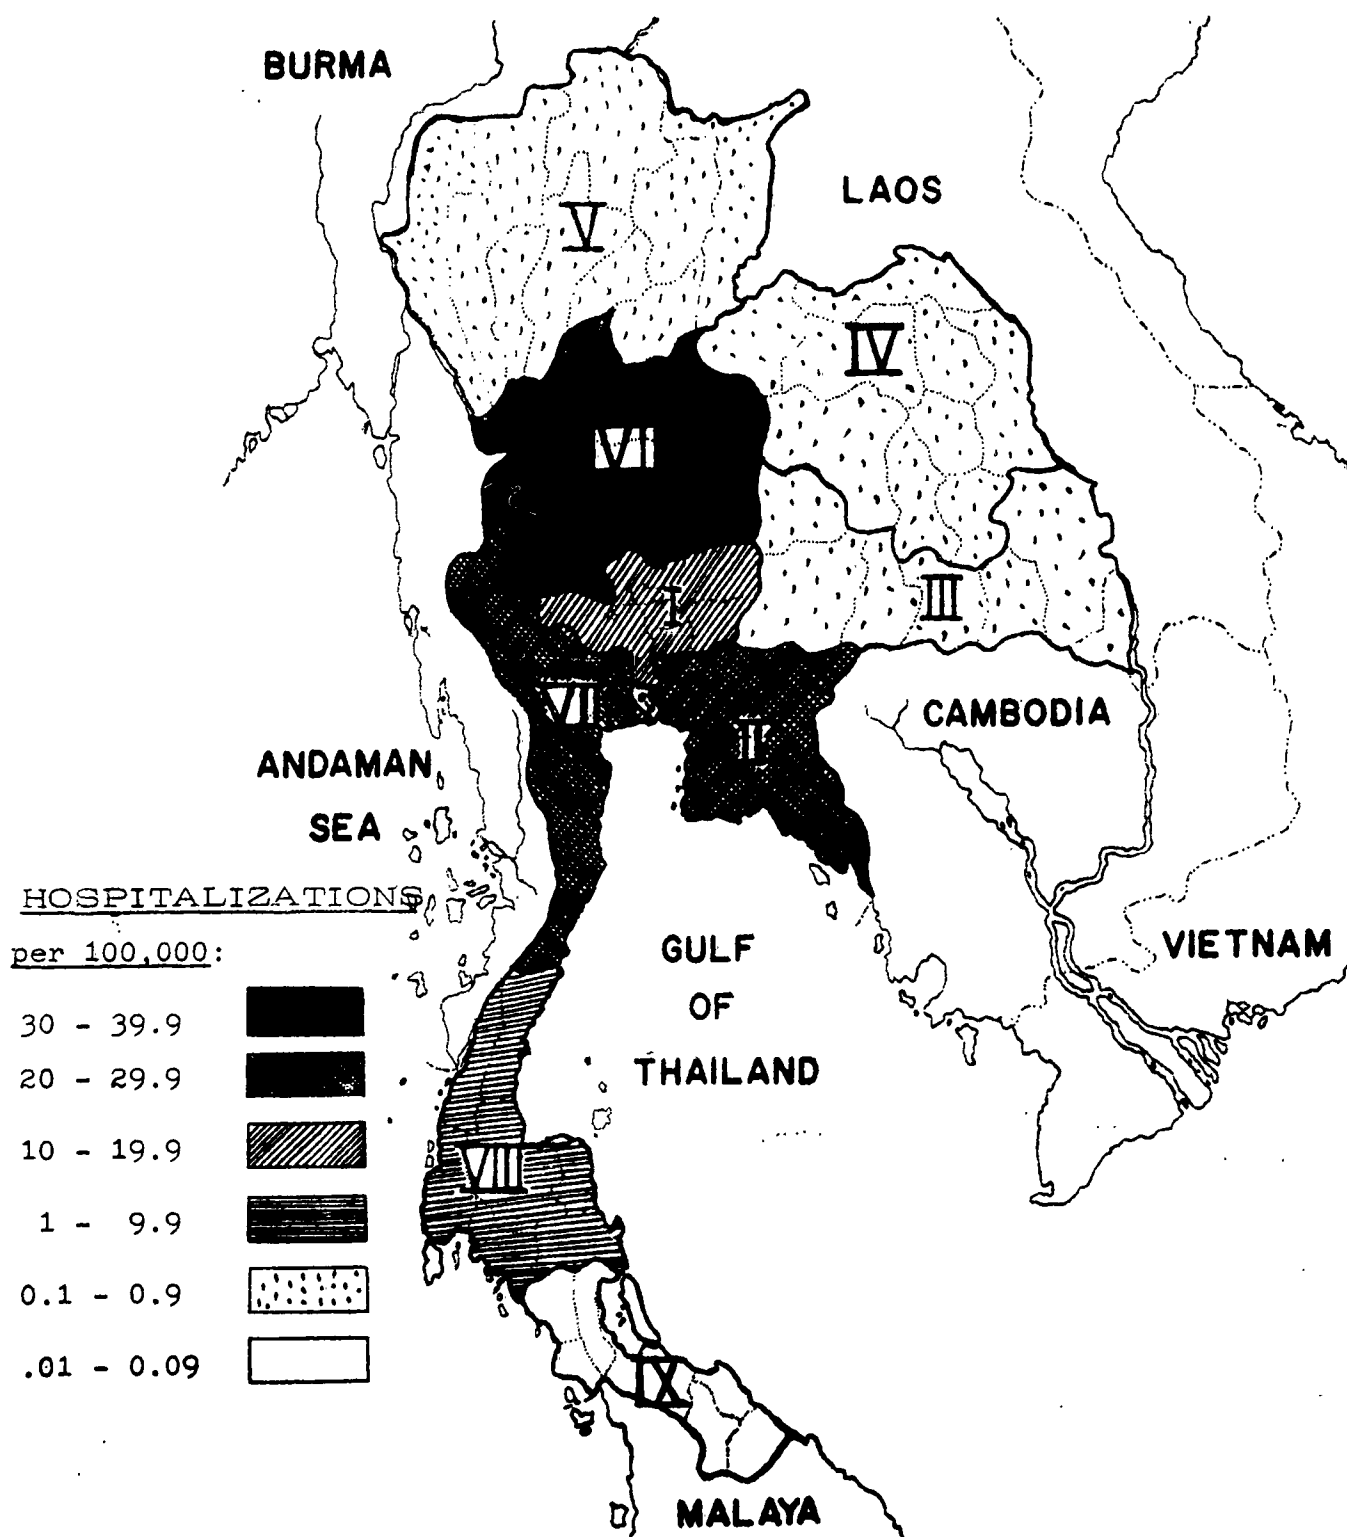 BURMA
LAOS
V
IV
VI
I
III
VII
II
CAMBODIA
ANDAMAN
SEA
GULF
OF
THAILAND
VIETNAM
HOSPITALIZATIONS
per 100,000:
30 - 39.9
20 - 29.9
10 - 19.9
1 - 9.9
0.1 - 0.9
.01 - 0.09
VIII
IX
MALAYA